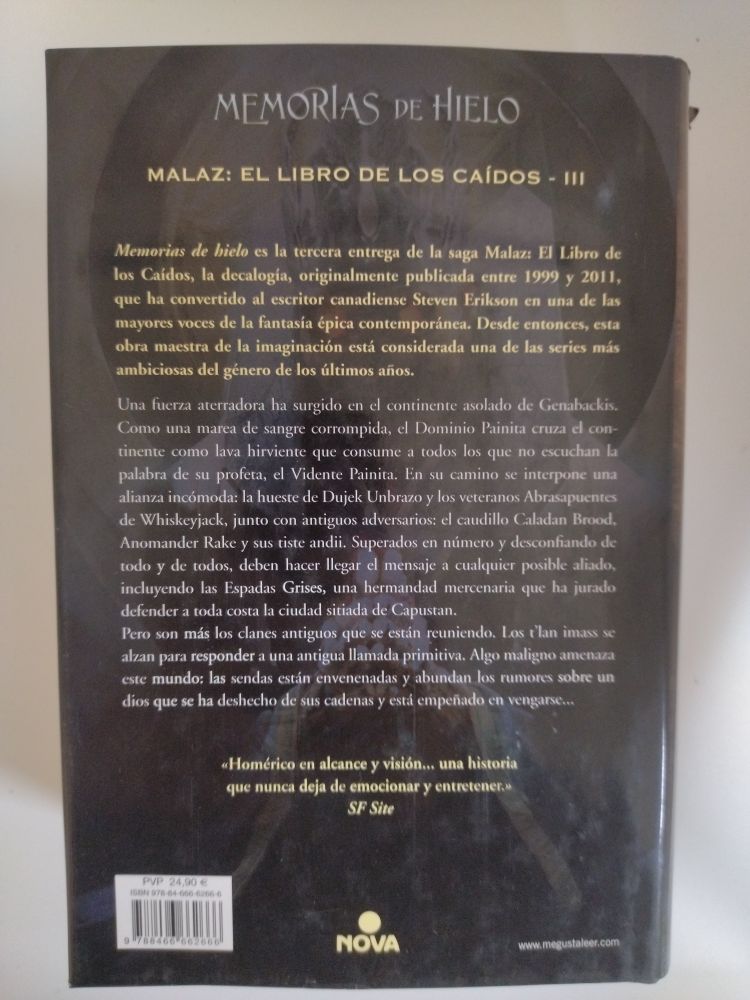 MEMORIAS DE HIELO
MALAZ: EL LIBRO DE LOS CAÍDOS - III
Memorias de hielo es la tercera entrega de la saga Malaz: El Libro de
los Caídos, la decalogía, originalmente publicada entre 1999 y 2011,
que ha convertido al escritor canadiense Steven Erikson en una de las
mayores voces de la fantasía épica contemporánea. Desde entonces, esta
obra maestra de la imaginación está considerada una de las series más
ambiciosas del género de los últimos años.
Una fuerza aterradora ha surgido en el continente asolado de Genabackis.
Como una marea de sangre corrompida, el Dominio Painita cruza el con-
tinente como lava hirviente que consume a todos los que no escuchan la
palabra de su profeta, el Vidente Painita. En su camino se interpone una
alianza incómoda: la hueste de Dujek Unbrazo y los veteranos Abrasapuentes
de Whiskeyjack, junto con antiguos adversarios: el caudillo Caladan Brood,
Anomander Rake y sus tiste andii. Superados en número y desconfiando de
todo y de todos, deben hacer llegar el mensaje a cualquier posible aliado,
incluyendo las Espadas Grises, una hermandad mercenaria que ha jurado
defender a toda costa la ciudad sitiada de Capustan.
Pero son más los clanes antiguos que se están reuniendo. Los t'lan imass se
alzan para responder a una antigua llamada primitiva. Algo maligno amenaza
este mundo: las sendas están envenenadas y abundan los rumores sobre un
dios que se ha deshecho de sus cadenas y está empeñado en vengarse...
«Homérico en alcance y visión... una historia
que nunca deja de emocionar y entretener.»
SF Site
PVP 24,90 €
ISBN 978-84-666-6266-6
9 788466 662666
NOVA
www.megustaleer.com